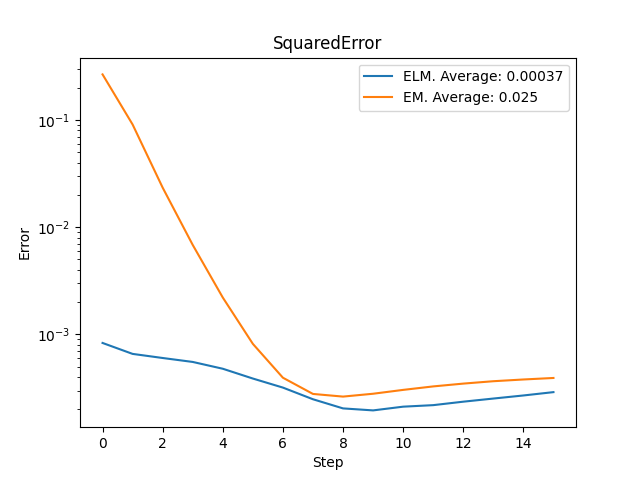 SquaredError
ELM. Average: 0.00037
EM. Average: 0.025
10⁻¹
10⁻²
10⁻³
Error
0 2 4 6 8 10 12 14
Step